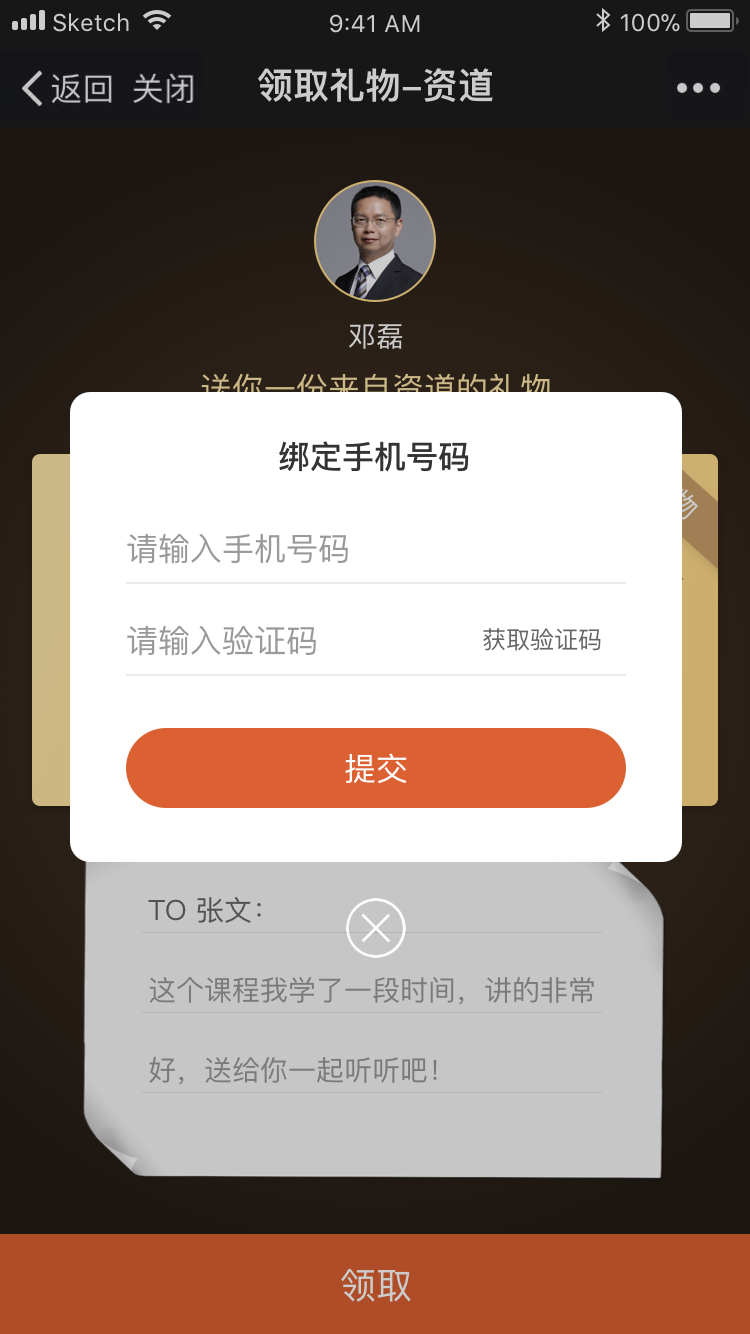 Sketch 9:41 AM 100%
返回 关闭 领取礼物–资道
邓磊
送你一份来自资道的礼物
物
绑定手机号码
请输入手机号码
请输入验证码 获取验证码
提交
TO 张文：
这个课程我学了一段时间，讲的非常
好，送给你一起听听吧！
领取